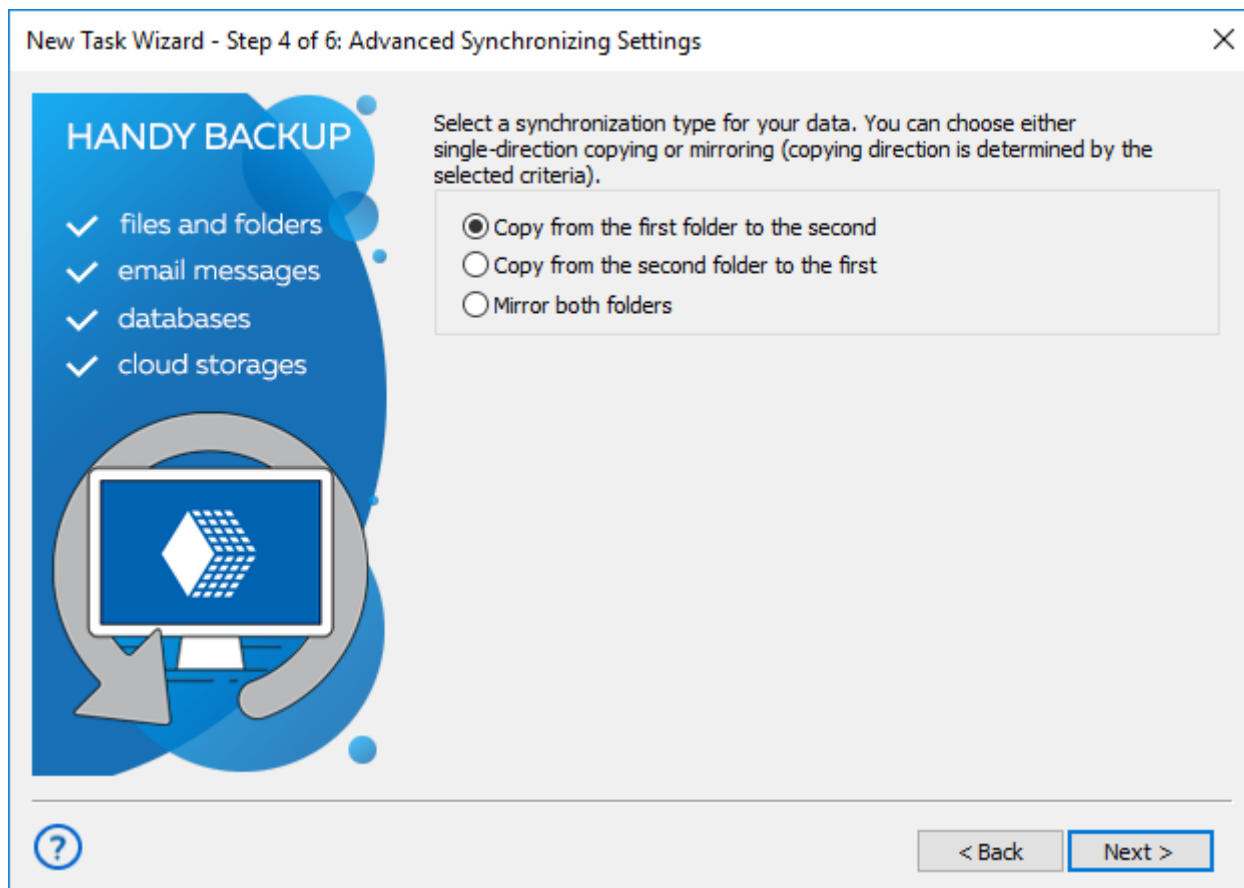 New Task Wizard - Step 4 of 6: Advanced Synchronizing Settings
HANDY BACKUP
files and folders
email messages
databases
cloud storages
Select a synchronization type for your data. You can choose either
single-direction copying or mirroring (copying direction is determined by the
selected criteria).
Copy from the first folder to the second
Copy from the second folder to the first
Mirror both folders
?
< Back
Next >